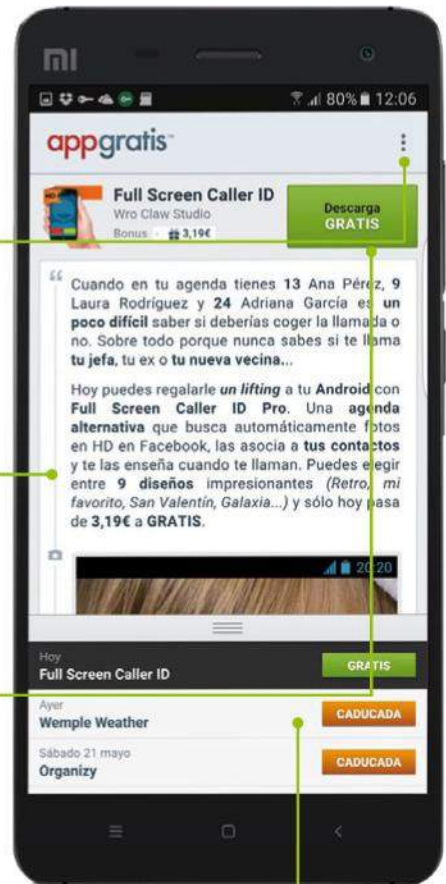 mi
80% 12:06
appgratis
HD
Full Screen Caller ID
Wro Claw Studio
Bonus 3,19€
Descarga
GRATIS
Cuando en tu agenda tienes 13 Ana Pérez, 9
Laura Rodríguez y 24 Adriana García es un
poco difícil saber si deberías coger la llamada o
no. Sobre todo porque nunca sabes si te llama
tu jefa, tu ex o tu nueva vecina...
Hoy puedes regalarle un lifting a tu Android con
Full Screen Caller ID Pro. Una agenda
alternativa que busca automáticamente fotos
en HD en Facebook, las asocia a tus contactos
y te las enseña cuando te llaman. Puedes elegir
entre 9 diseños impresionantes (Retro, mi
favorito, San Valentín, Galaxia...) y sólo hoy pasa
de 3,19€ a GRATIS.
20:20
Hoy
Full Screen Caller ID
GRATIS
Ayer
Wemple Weather
CADUCADA
Sábado 21 mayo
Organizy
CADUCADA